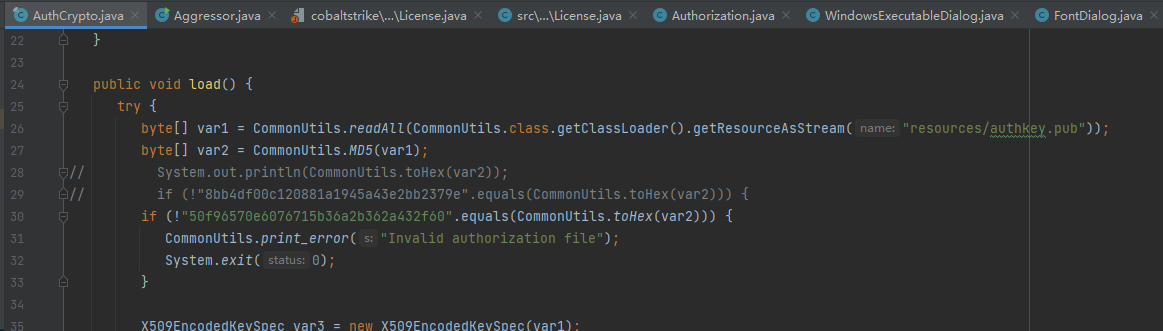 AuthCrypto.java × Aggressor.java × cobaltstrike\...\License.java × src\...\License.java × Authorization.java × WindowsExecutableDialog.java × FontDialog.java ×
22 }
23
24 public void load() {
25 try {
26 byte[] var1 = CommonUtils.readAll(CommonUtils.class.getClassLoader().getResourceAsStream( name: "resources/authkey.pub"));
27 byte[] var2 = CommonUtils.MD5(var1);
28 // System.out.println(CommonUtils.toHex(var2));
29 // if (!"8bb4df00c120881a1945a43e2bb2379e".equals(CommonUtils.toHex(var2))) {
30 if (!"50f96570e6076715b36a2b362a432f60".equals(CommonUtils.toHex(var2))) {
31 CommonUtils.print_error( s: "Invalid authorization file");
32 System.exit( status: 0);
33 }
34
35 X509EncodedKeySpec var3 = new X509EncodedKeySpec(var1);